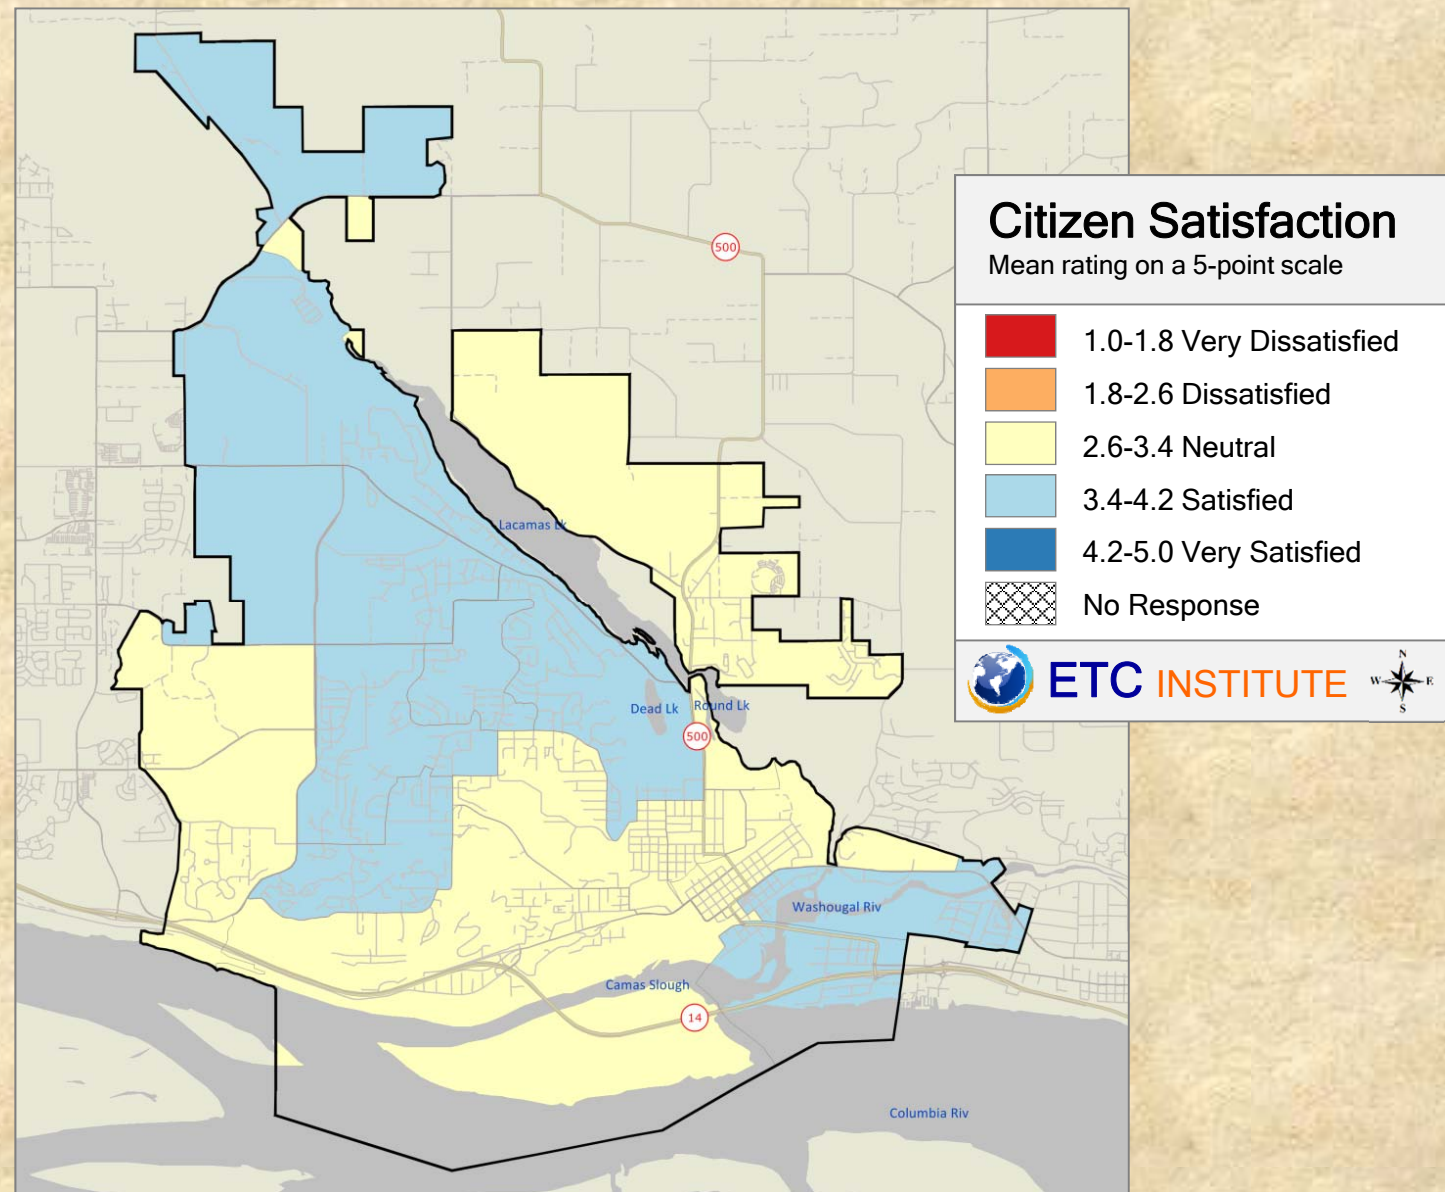 Citizen Satisfaction
Mean rating on a 5-point scale
1.0-1.8 Very Dissatisfied
1.8-2.6 Dissatisfied
2.6-3.4 Neutral
3.4-4.2 Satisfied
4.2-5.0 Very Satisfied
No Response
ETC INSTITUTE
N
W E
S
500
Lacamas Lk
Dead Lk
Round Lk
500
Washougal Riv
Camas Slough
14
Columbia Riv